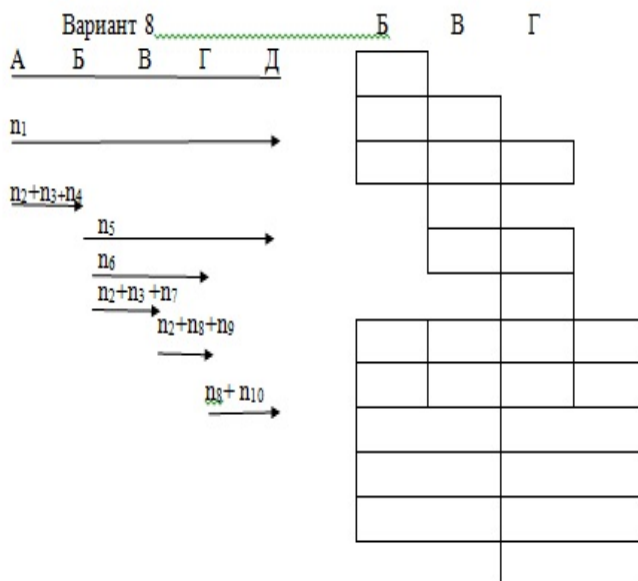 Вариант 8
Б В Г
А Б В Г Д
n₁
n₂+n₃+n₄
n₅
n₆
n₂+n₃+n₇
n₂+n₈+n₉
n₈+ n₁₀